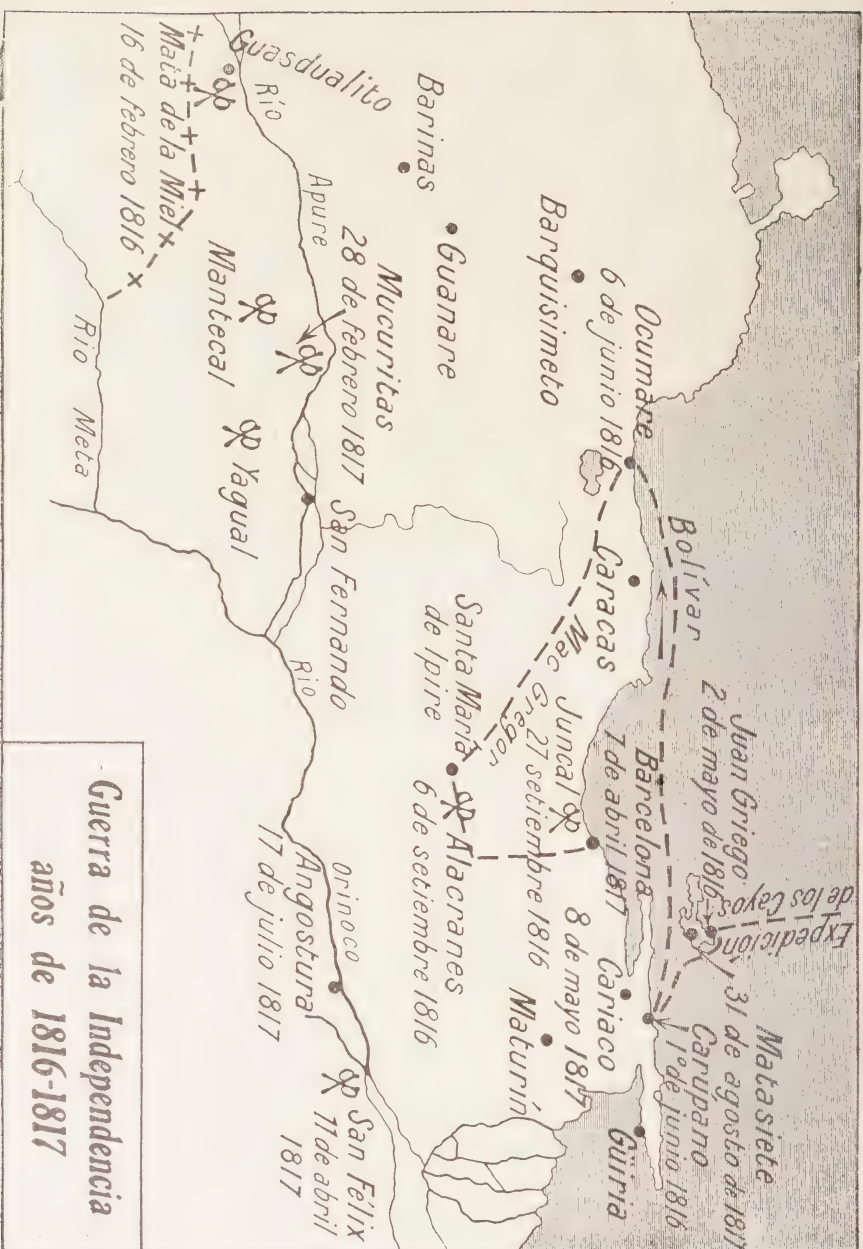 Expedición
de los Cayos
Juan Griego
2 de mayo de 1816
Matasiete
31 de agosto de 1817
Carupano
1º de junio 1816
Bolívar
Ocumare
6 de junio 1816
Caracas
Barcelona
7 de abril 1817
Cariaco
8 de mayo 1817
Güiria
Barquisimeto
Mac Gregor
Juncal
27 setiembre 1816
Maturín
Guanare
Barinas
Santa María
de Ipire
Alacranes
6 de setiembre 1816
Mucuritas
28 de febrero 1817
San Fernando
Guasdualito
Río
Apure
Río
Orinoco
Angostura
17 de julio 1817
San Félix
11 de abril
1817
Mantecal
Yagual
Mata de la Miel
16 de febrero 1816
Rio
Meta
Guerra de la Independencia
años de 1816-1817